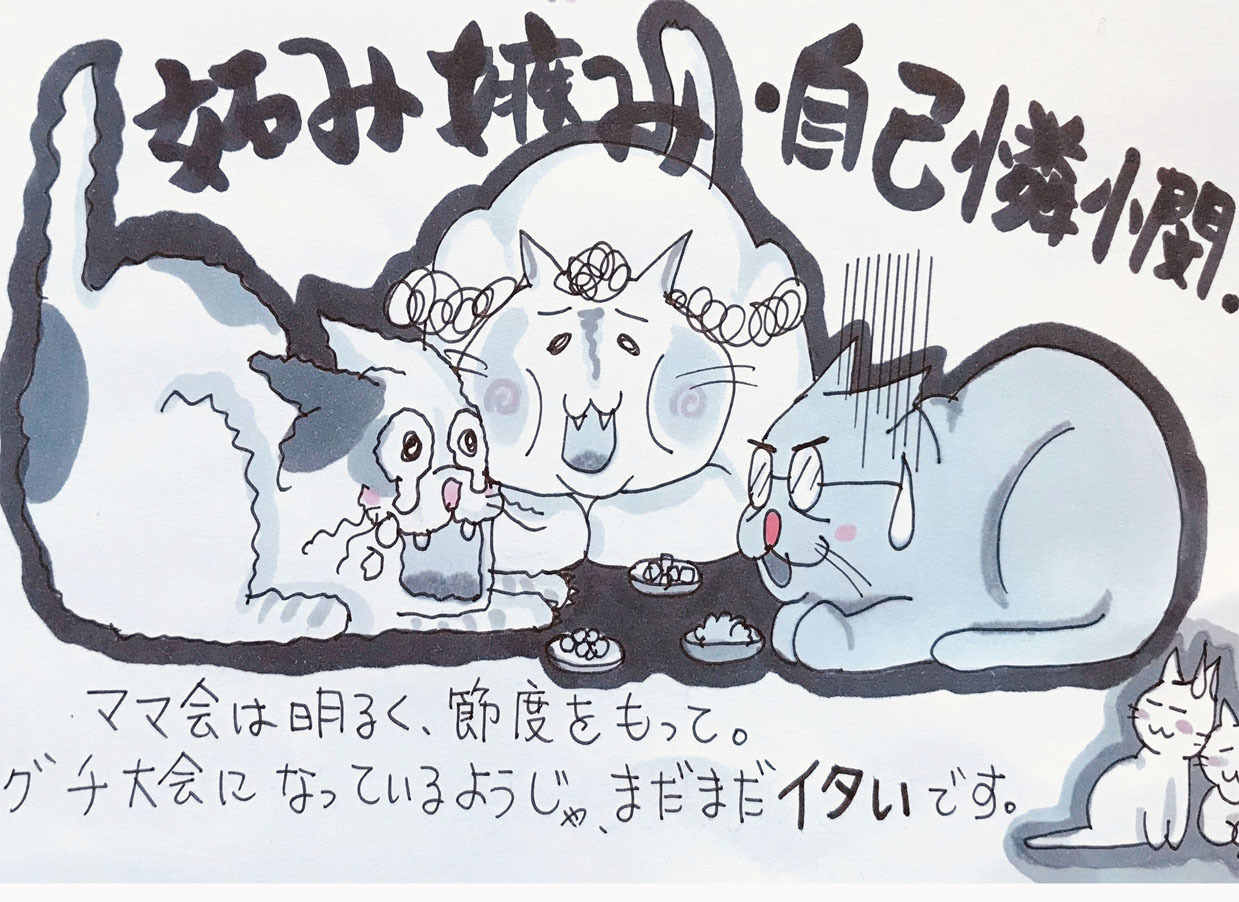 妬み嫉み・自己憐憫.
ママ会は明るく、節度をもって。
グチ大会になっているようじゃ、まだまだイタいです。